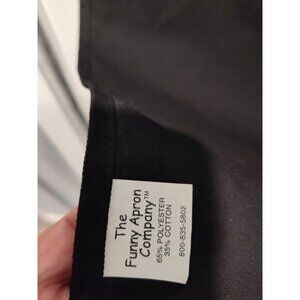 The
Funny Apron
Company™
65% POLYESTER
35% COTTON
800-835-5802